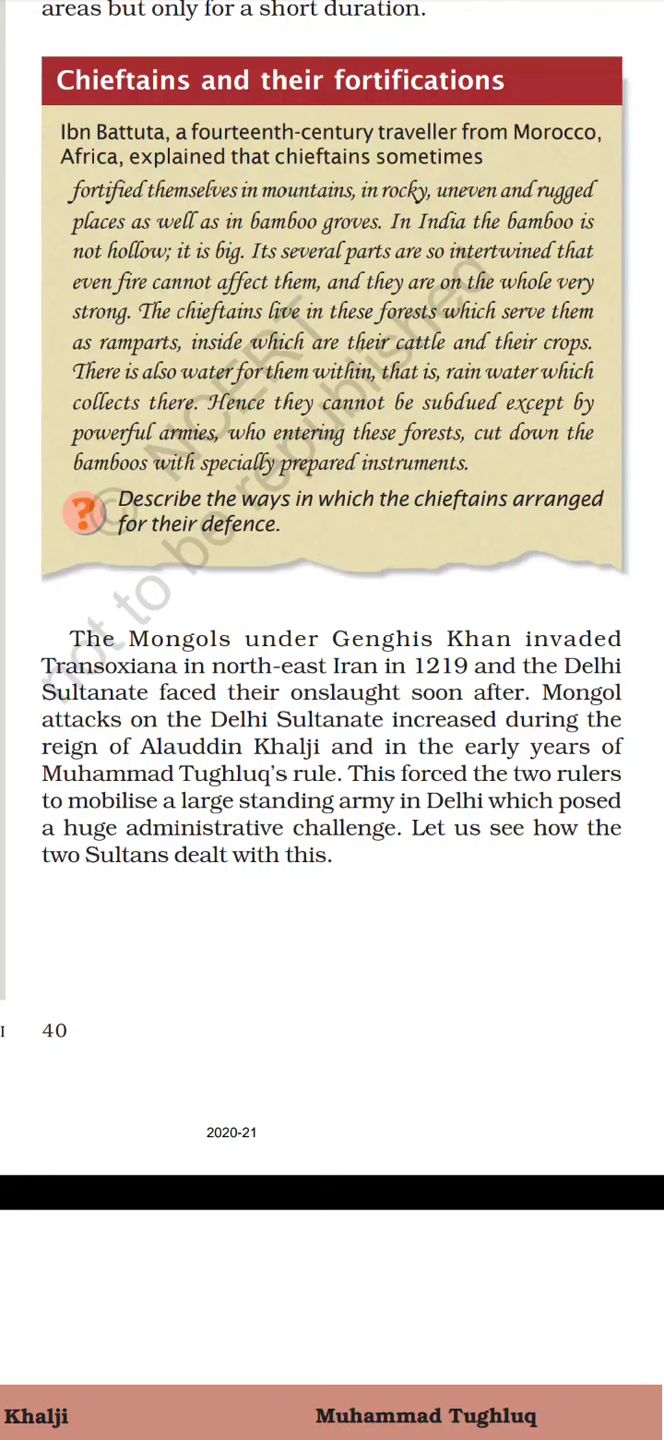 areas but only for a short duration.
Chieftains and their fortifications
Ibn Battuta, a fourteenth-century traveller from Morocco,
Africa, explained that chieftains sometimes
fortified themselves in mountains, in rocky, uneven and rugged
places as well as in bamboo groves. In India the bamboo is
not hollow; it is big. Its several parts are so intertwined that
even fire cannot affect them, and they are on the whole very
strong. The chieftains live in these forests which serve them
as ramparts, inside which are their cattle and their crops.
There is also water for them within, that is, rain water which
collects there. Hence they cannot be subdued except by
powerful armies, who entering these forests, cut down the
bamboos with specially prepared instruments.
? Describe the ways in which the chieftains arranged
for their defence.
© NCERT
not to be republished
The Mongols under Genghis Khan invaded
Transoxiana in north-east Iran in 1219 and the Delhi
Sultanate faced their onslaught soon after. Mongol
attacks on the Delhi Sultanate increased during the
reign of Alauddin Khalji and in the early years of
Muhammad Tughluq's rule. This forced the two rulers
to mobilise a large standing army in Delhi which posed
a huge administrative challenge. Let us see how the
two Sultans dealt with this.
I 40
2020-21
Khalji Muhammad Tughluq